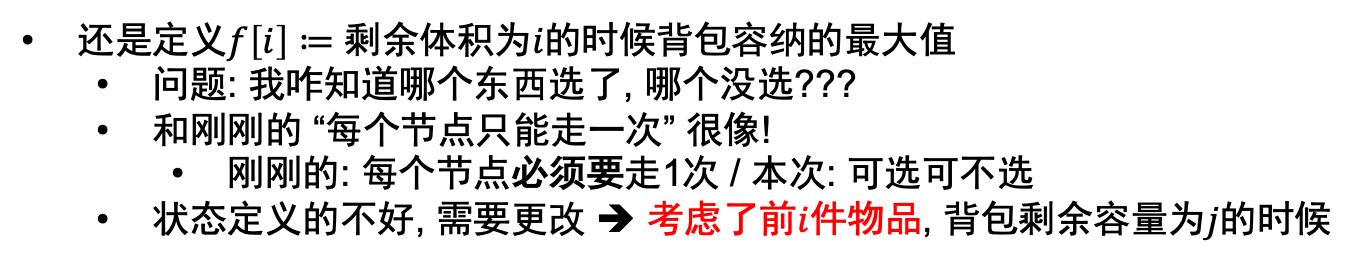 • 还是定义f[i] ≔ 剩余体积为i的时候背包容纳的最大值
• 问题: 我咋知道哪个东西选了, 哪个没选???
• 和刚刚的 “每个节点只能走一次” 很像!
• 刚刚的: 每个节点必须要走1次 / 本次: 可选可不选
• 状态定义的不好, 需要更改 ➔ 考虑了前i件物品, 背包剩余容量为j的时候